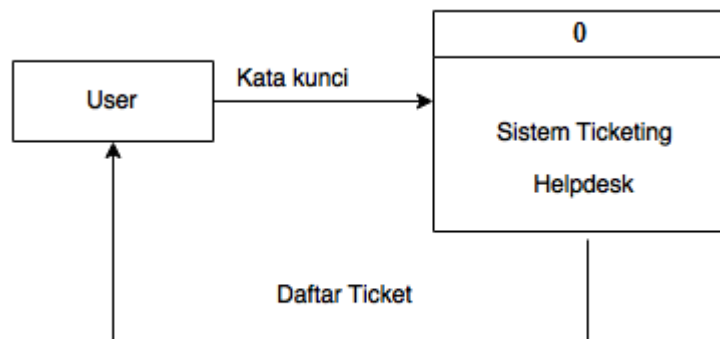 0
User
Kata kunci
Sistem Ticketing
Helpdesk
Daftar Ticket